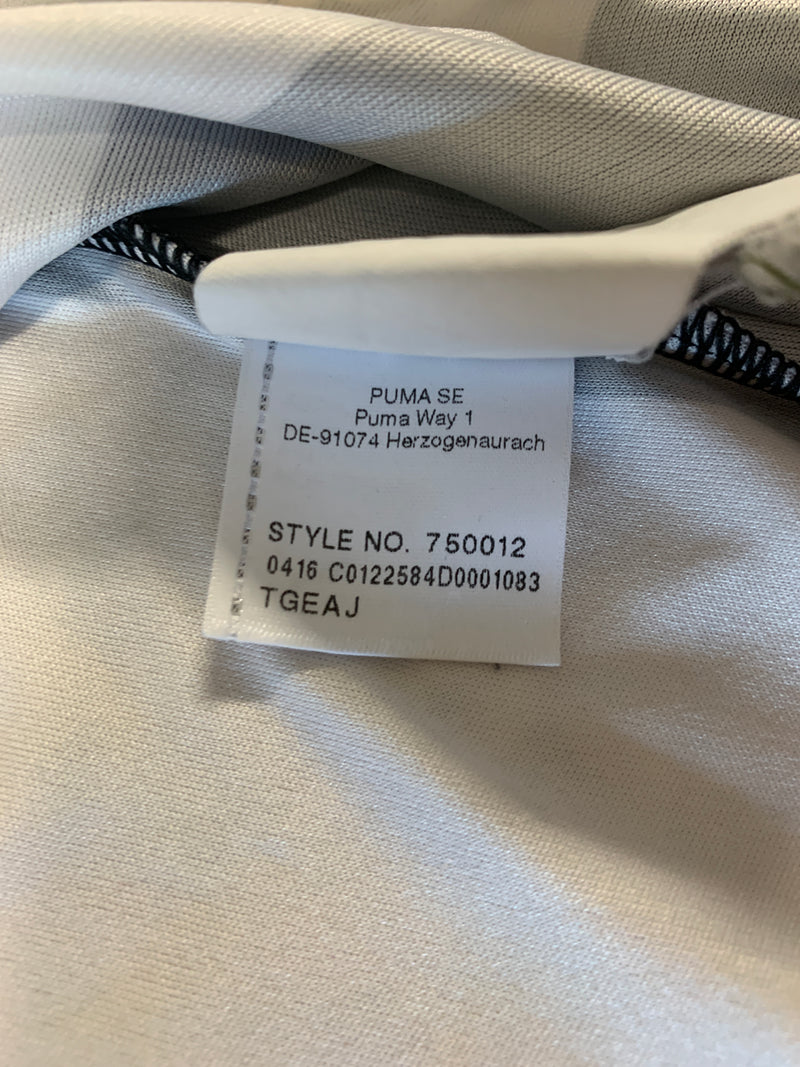 PUMA SE
Puma Way 1
DE-91074 Herzogenaurach
STYLE NO. 750012
0416 C0122584D0001083
TGEAJ